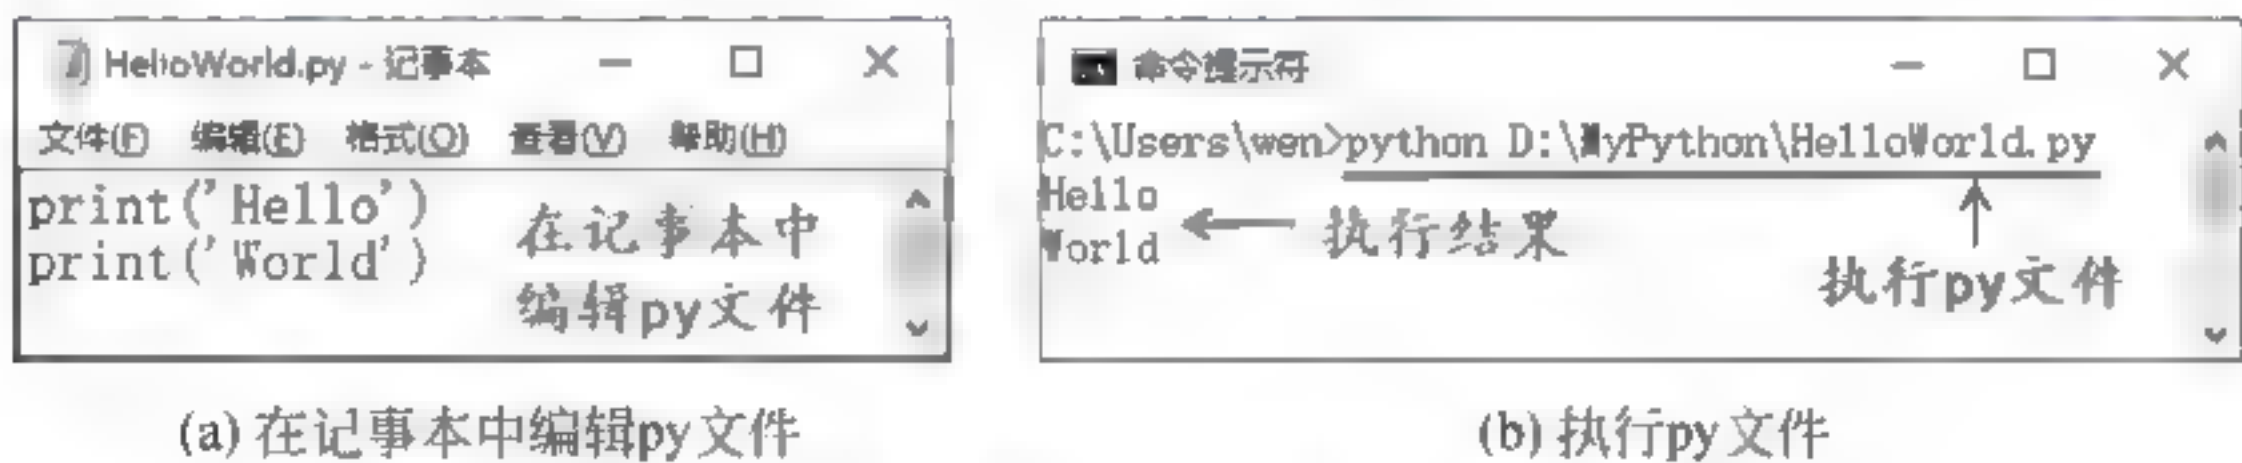 HelloWorld.py - 记事本
文件(F) 编辑(E) 格式(O) 查看(V) 帮助(H)
print('Hello')
print('World')
在记事本中
编辑py文件
(a) 在记事本中编辑py文件
命令提示符
C:\Users\wen>python D:\MyPython\HelloWorld.py
Hello
World
执行结果
执行py文件
(b) 执行py文件